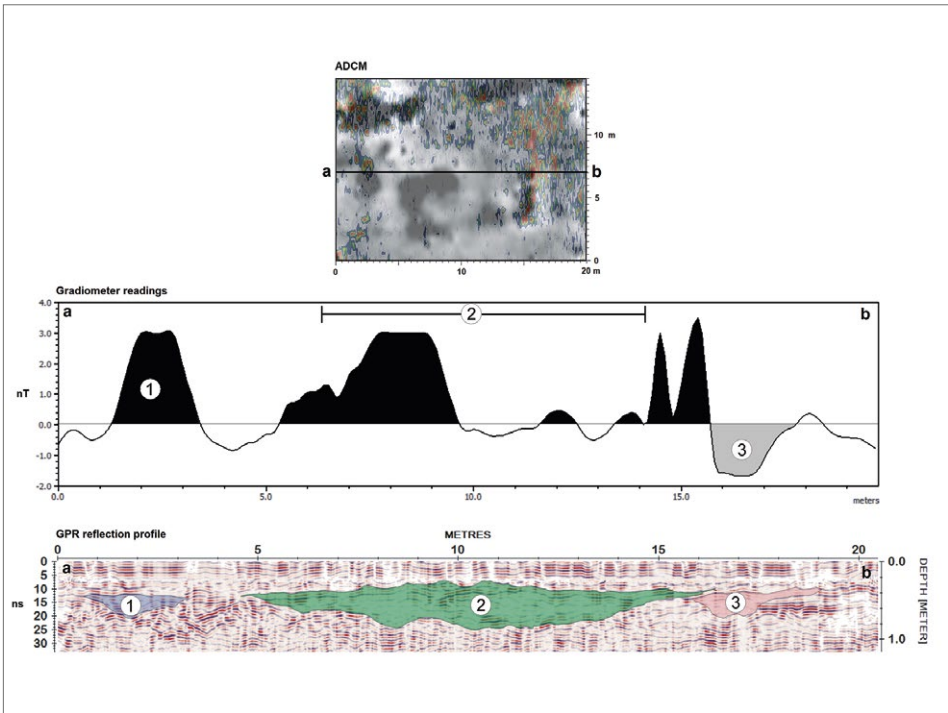 ADCM
a b
10 m
5
0
0 10 20 m
Gradiometer readings
4.0 a 2 b
3.0
2.0
nT 1.0 1
0.0
-1.0 3
-2.0
0.0 5.0 10.0 15.0 meters
GPR reflection profile METRES
0 5 10 15 20
0 a b 0.0
5
10
ns 15 1 2 3
20
25
30 1.0
DEPTH [METER]